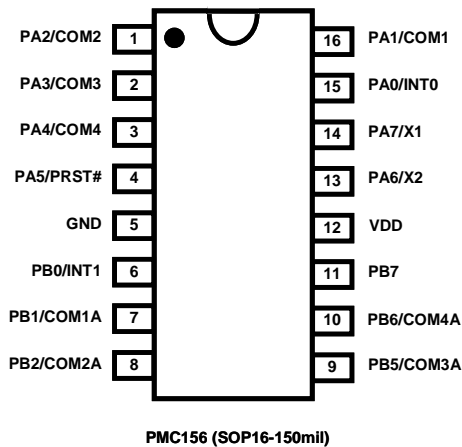 PA2/COM2 1 16 PA1/COM1
PA3/COM3 2 15 PA0/INT0
PA4/COM4 3 14 PA7/X1
PA5/PRST# 4 13 PA6/X2
GND 5 12 VDD
PB0/INT1 6 11 PB7
PB1/COM1A 7 10 PB6/COM4A
PB2/COM2A 8 9 PB5/COM3A
PMC156 (SOP16-150mil)